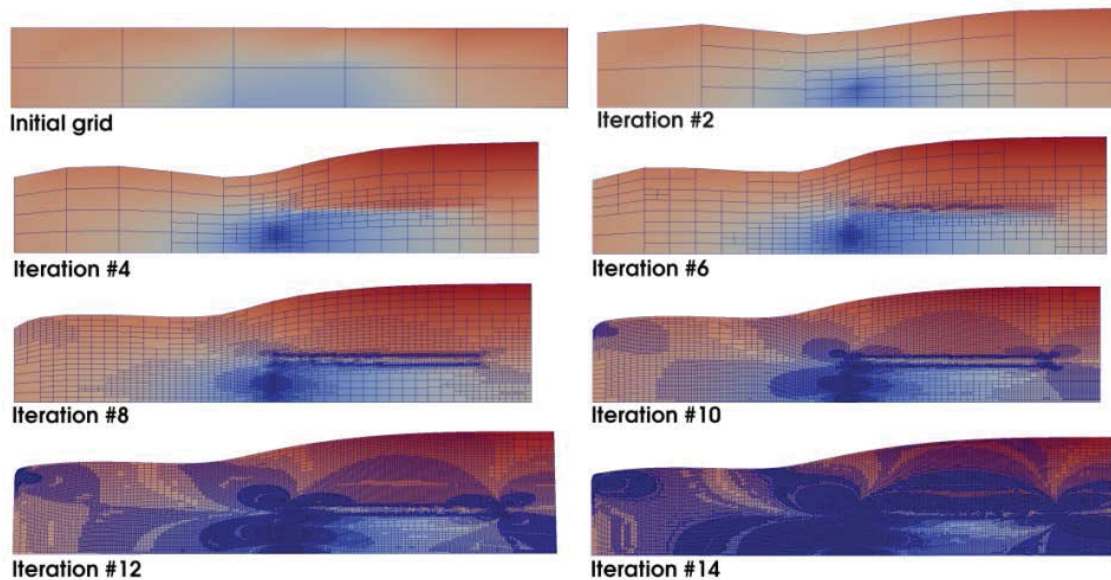 Initial grid
Iteration #2
Iteration #4
Iteration #6
Iteration #8
Iteration #10
Iteration #12
Iteration #14